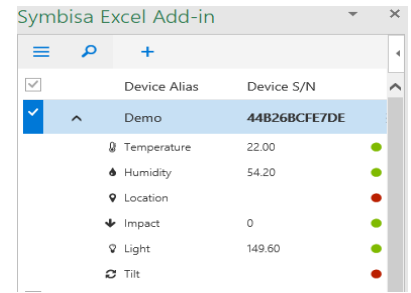 Symbisa Excel Add-in
Device Alias Device S/N
Demo 44B26BCFE7DE
Temperature 22.00
Humidity 54.20
Location
Impact 0
Light 149.60
Tilt